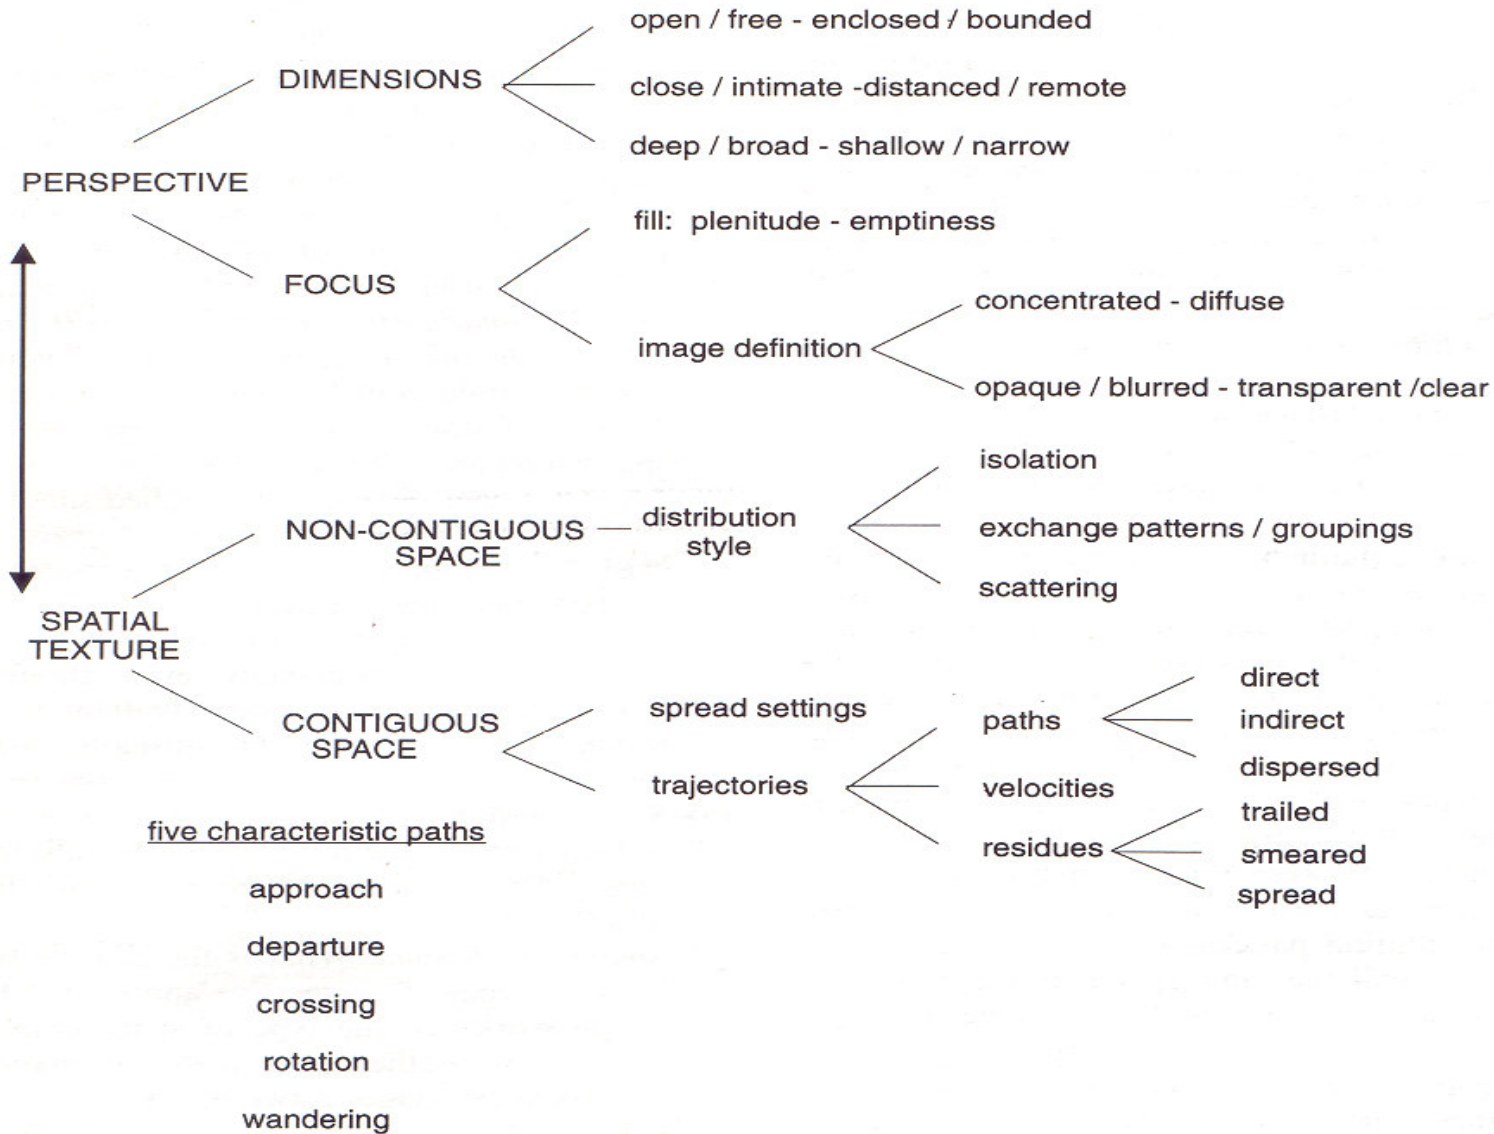 PERSPECTIVE
DIMENSIONS
open / free - enclosed / bounded
close / intimate -distanced / remote
deep / broad - shallow / narrow
FOCUS
fill: plenitude - emptiness
image definition
concentrated - diffuse
opaque / blurred - transparent /clear
SPATIAL
TEXTURE
NON-CONTIGUOUS
SPACE
distribution
style
isolation
exchange patterns / groupings
scattering
CONTIGUOUS
SPACE
spread settings
trajectories
paths
direct
indirect
dispersed
velocities
residues
trailed
smeared
spread
five characteristic paths
approach
departure
crossing
rotation
wandering